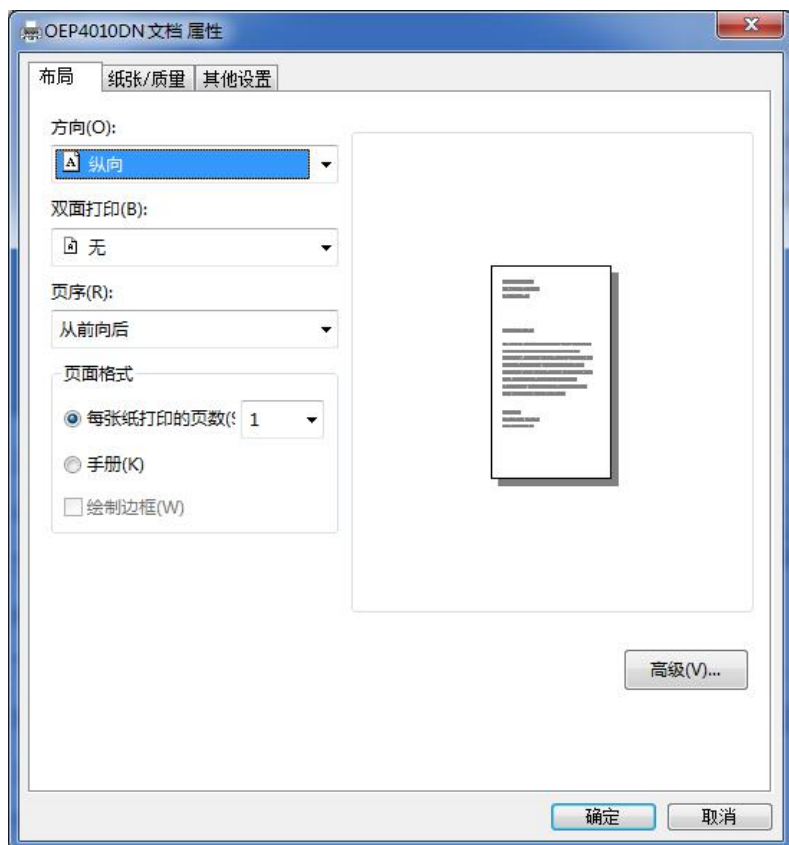 OEP4010DN 文档 属性
布局 纸张/质量 其他设置
方向(O):
纵向
双面打印(B):
无
页序(R):
从前向后
页面格式
每张纸打印的页数( 1
手册(K)
绘制边框(W)
高级(V)...
确定 取消